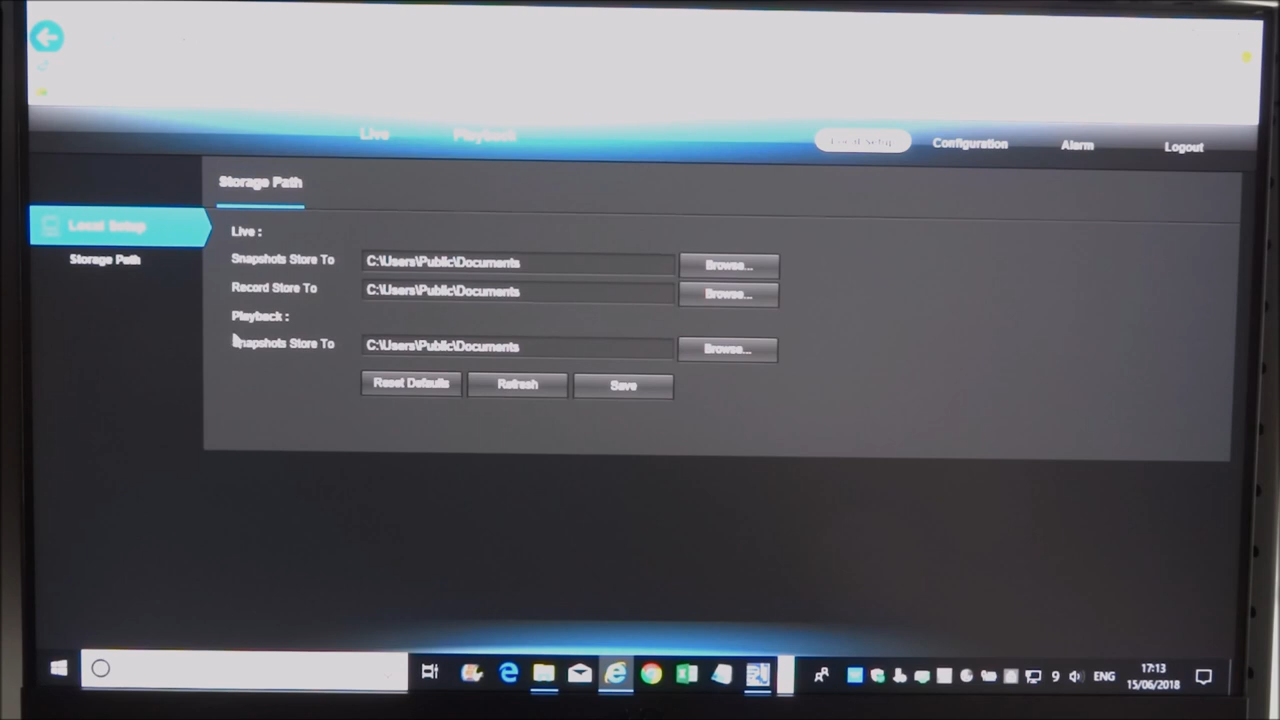 Live Playback Local Setup Configuration Alarm Logout
Storage Path
Local Setup
Storage Path
Live :
Snapshots Store To C:\Users\Public\Documents Browse...
Record Store To C:\Users\Public\Documents Browse...
Playback :
Snapshots Store To C:\Users\Public\Documents Browse...
Reset Defaults Refresh Save
9 ENG 17:13
15/06/2018